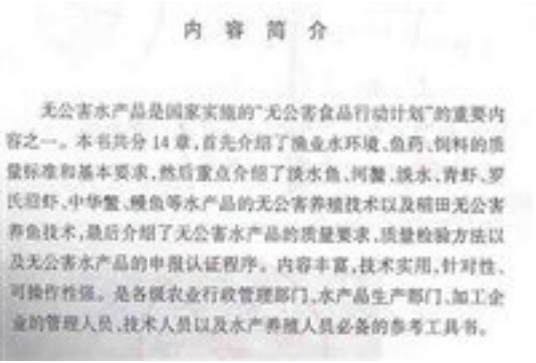 内容简介
无公害水产品是国家实施的“无公害食品行动计划”的重要内
容之一。本书共分14章,首先介绍了渔业水环境、鱼药、饲料的质
量标准和基本要求,然后重点介绍了淡水鱼、河蟹、淡水、青虾、罗
氏沼虾、中华鳖、鳗鱼等水产品的无公害养殖技术以及稻田无公害
养鱼技术,最后介绍了无公害水产品的质量要求、质量检验方法以
及无公害水产品的申报认证程序。内容丰富,技术实用,针对性、
可操作性强。是各级农业行政管理部门、水产品生产部门、加工企
业的管理人员、技术人员以及水产养殖人员必备的参考工具书。